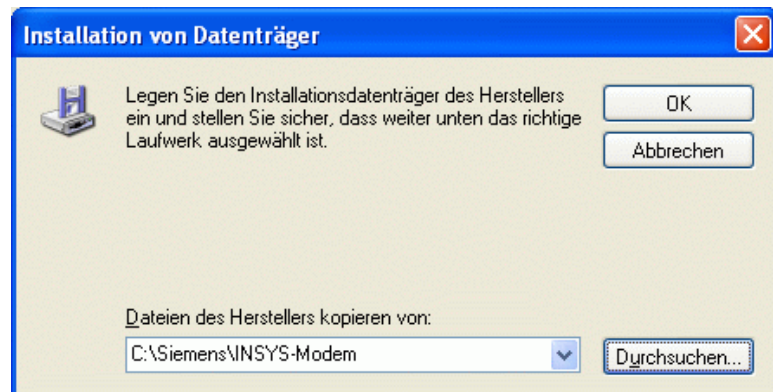 Installation von Datenträger
Legen Sie den Installationsdatenträger des Herstellers
ein und stellen Sie sicher, dass weiter unten das richtige
Laufwerk ausgewählt ist.
OK
Abbrechen
Dateien des Herstellers kopieren von:
C:\Siemens\INSYS-Modem
Durchsuchen...